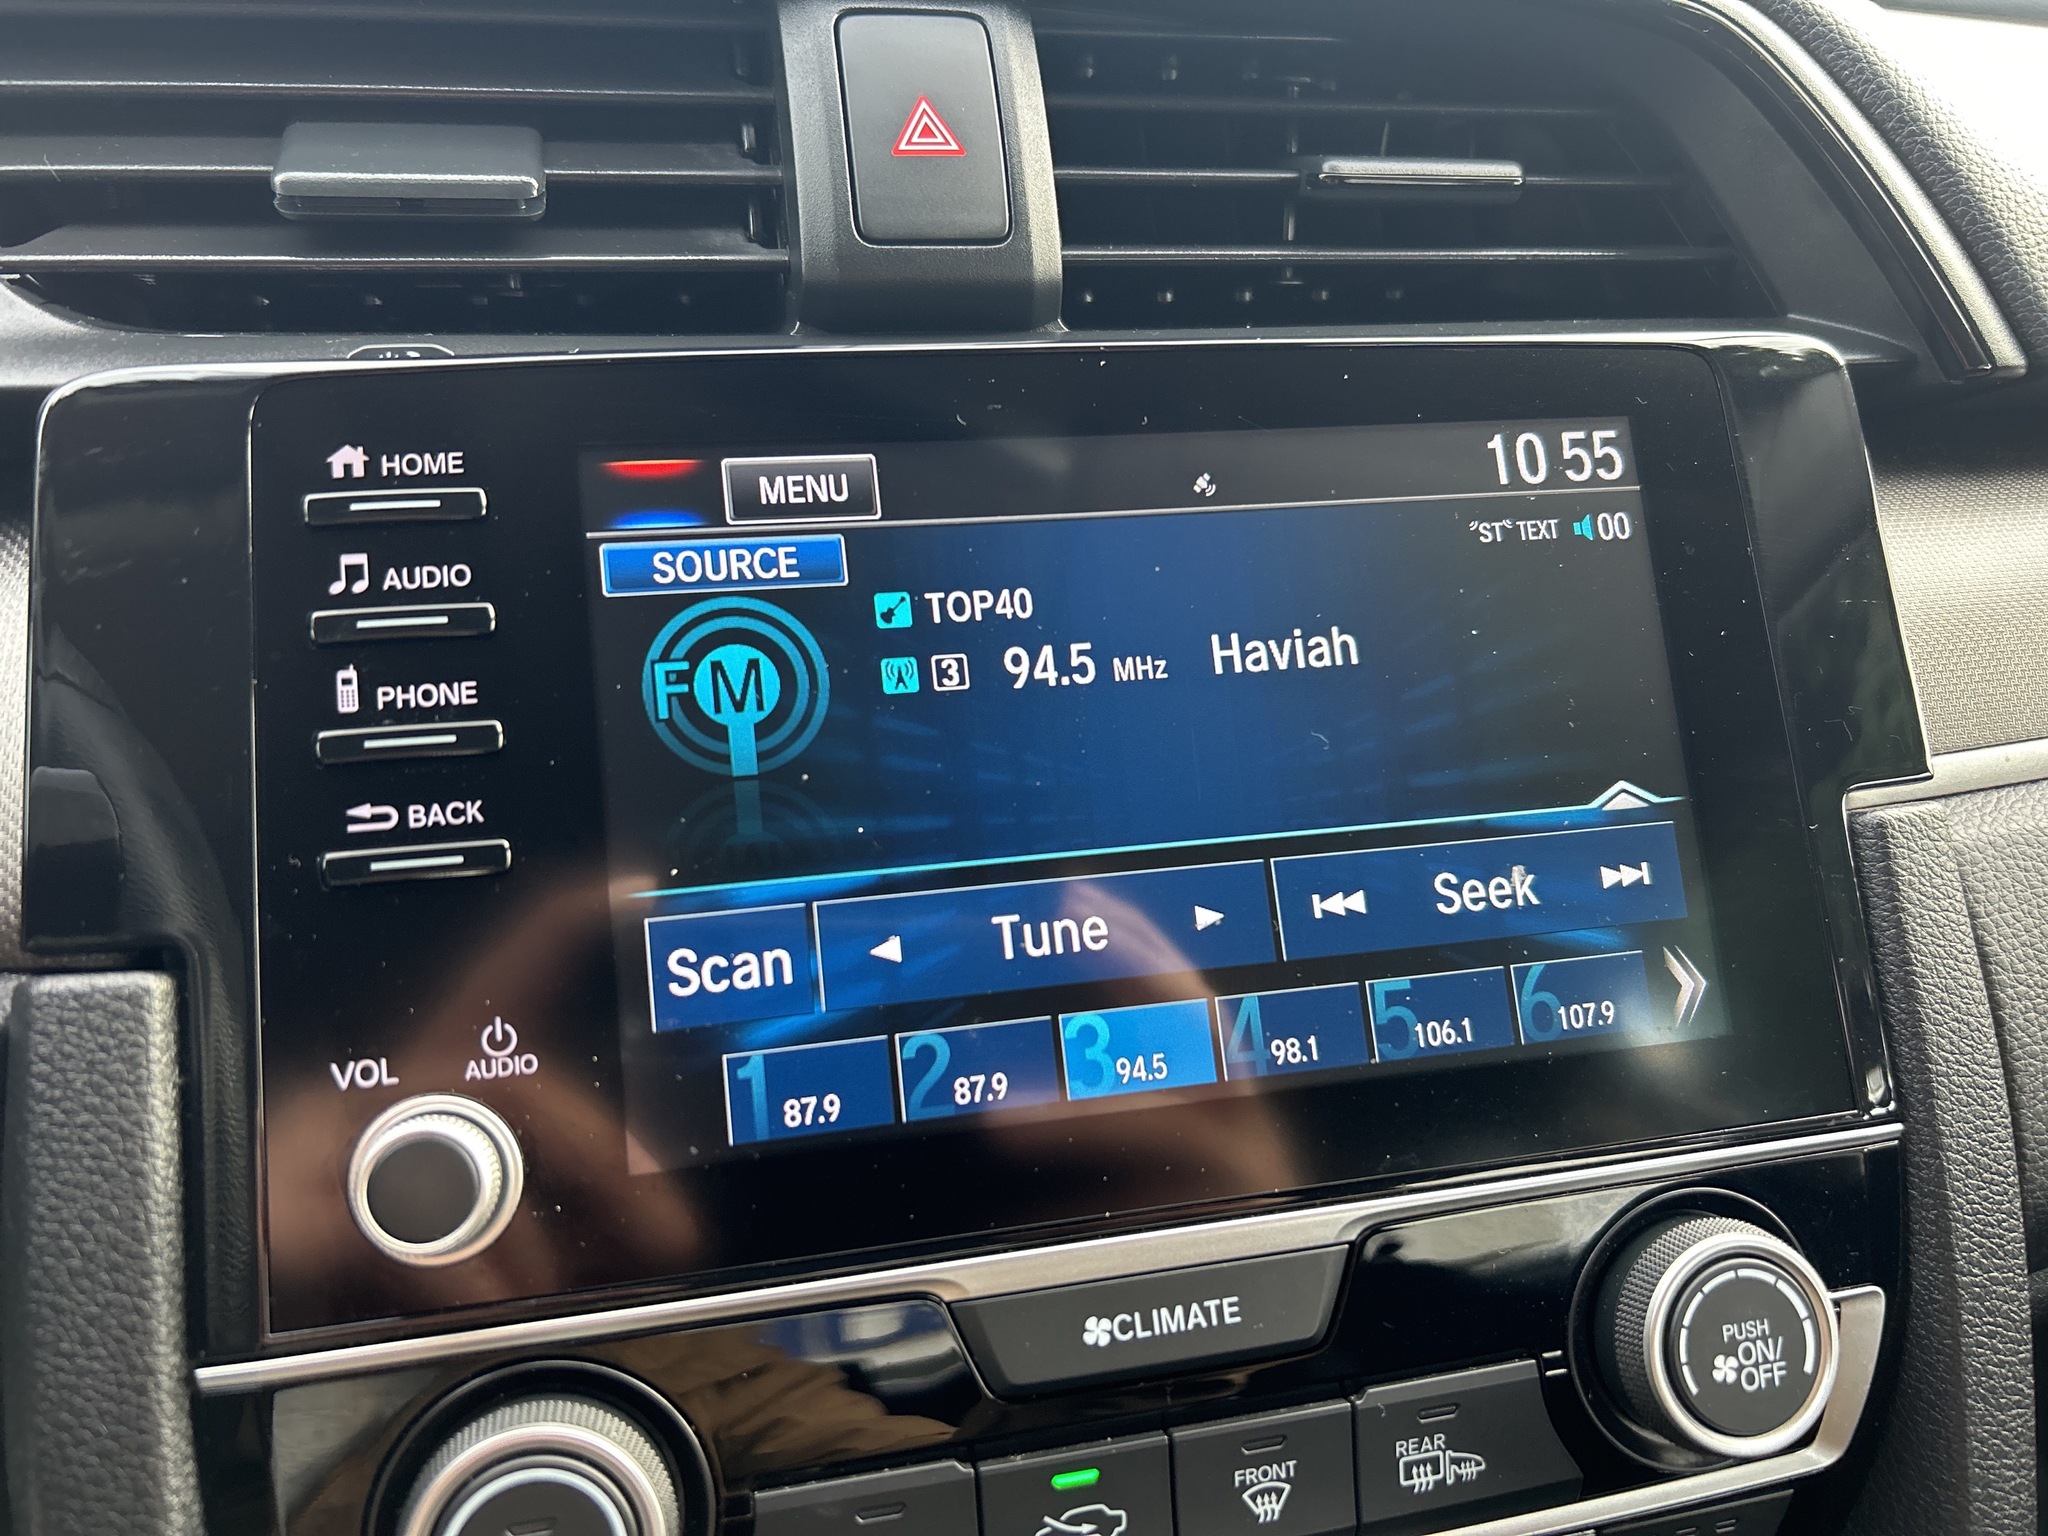 HOME
AUDIO
PHONE
BACK
VOL
AUDIO
MENU
10 55
"ST" TEXT 00
SOURCE
FM
TOP40
3 94.5 MHz Haviah
Scan
Tune
Seek
1 87.9
2 87.9
3 94.5
4 98.1
5 106.1
6 107.9
CLIMATE
PUSH
ON/
OFF
FRONT
REAR